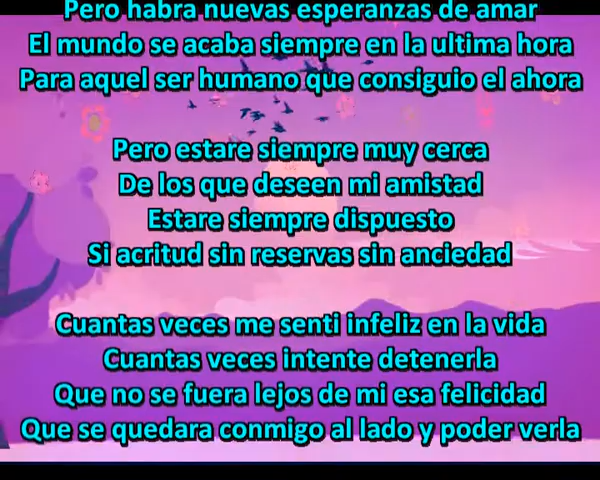 Pero habra nuevas esperanzas de amar
El mundo se acaba siempre en la ultima hora
Para aquel ser humano que consiguio el ahora
Pero estare siempre muy cerca
De los que deseen mi amistad
Estare siempre dispuesto
Si acritud sin reservas sin anciedad
Cuantas veces me senti infeliz en la vida
Cuantas veces intente detenerla
Que no se fuera lejos de mi esa felicidad
Que se quedara conmigo al lado y poder verla